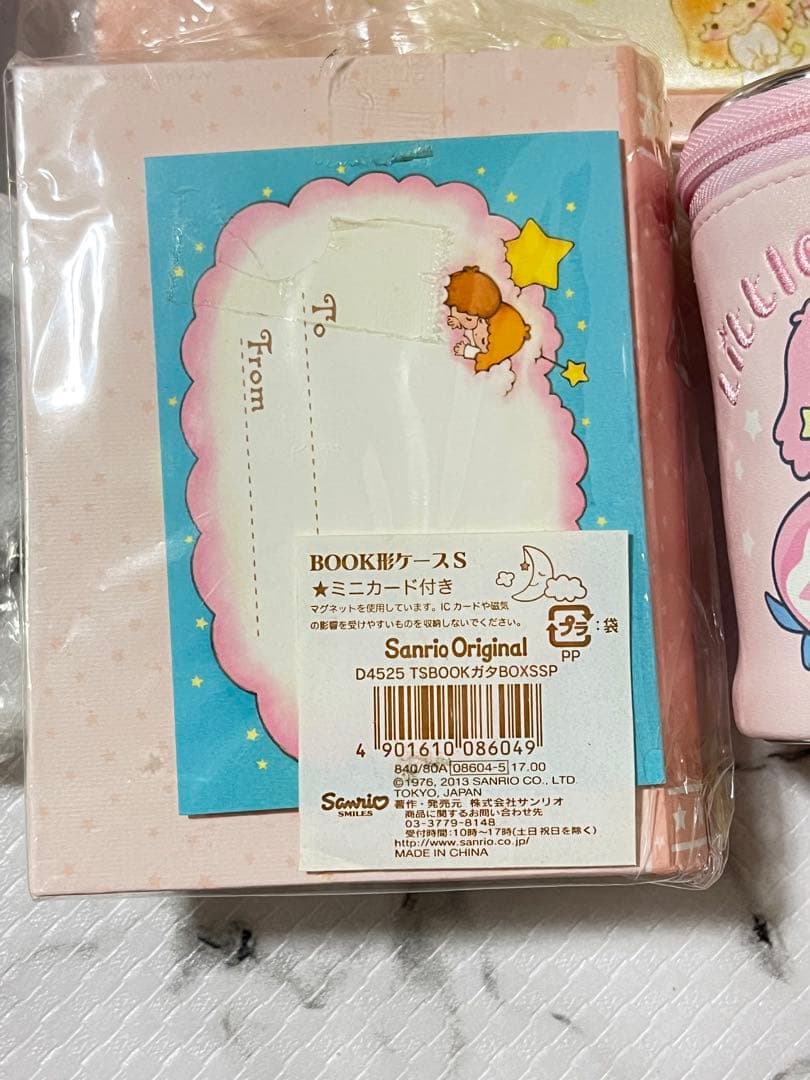 To
From
BOOK形ケース S
★ミニカード付き
マグネットを使用しています。ICカードや磁気
の影響を受けやすいものを収納しないでください。
プラ
:袋
PP
Sanrio Original
D4525 TSBOOKガタBOXSSP
4 901610 086049
840/80A 08604-5 17.00
©1976, 2013 SANRIO CO., LTD.
TOKYO, JAPAN
Sanrio
SMILES
著作・発売元 株式会社サンリオ
商品に関するお問い合わせ先
03-3779-8148
受付時間:10時〜17時(土日祝日を除く)
http://www.sanrio.co.jp/
MADE IN CHINA
Little